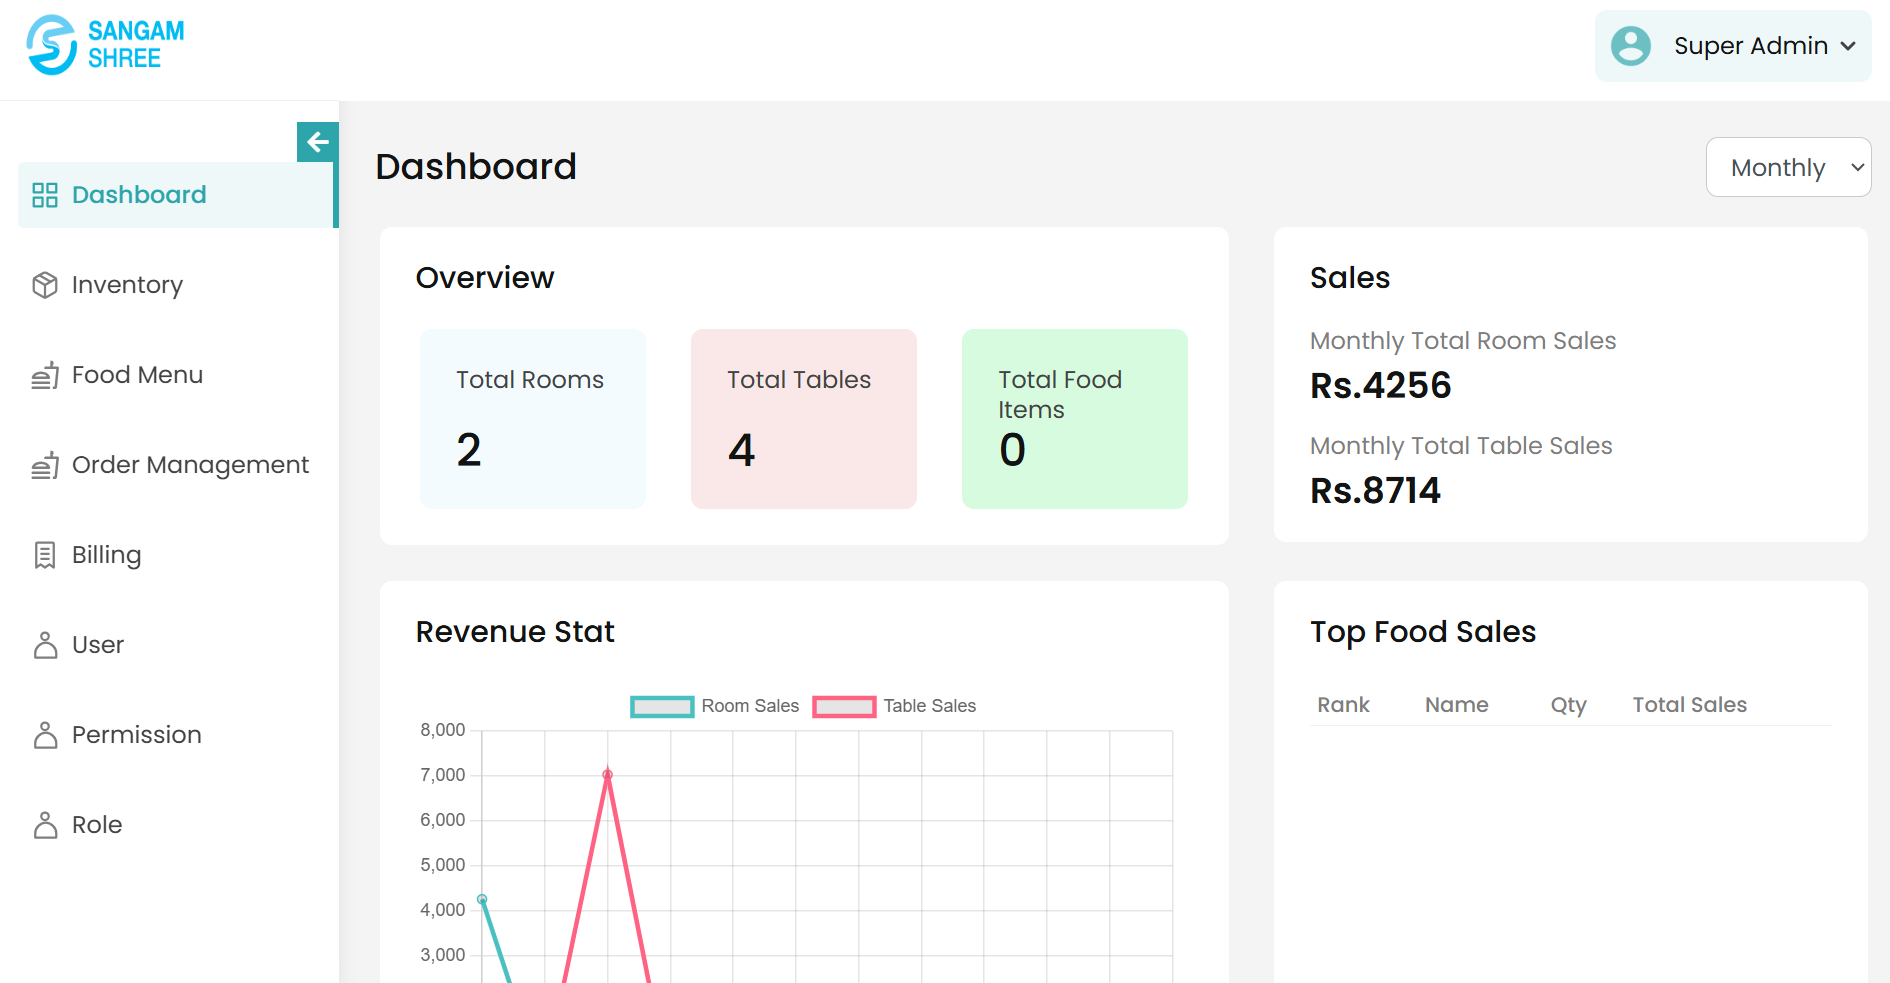 SANGAM
SHREE
Super Admin
Dashboard
Inventory
Food Menu
Order Management
Billing
User
Permission
Role
Dashboard
Monthly
Overview
Total Rooms
2
Total Tables
4
Total Food
Items
0
Sales
Monthly Total Room Sales
Rs.4256
Monthly Total Table Sales
Rs.8714
Revenue Stat
Room Sales
Table Sales
8,000
7,000
6,000
5,000
4,000
3,000
Top Food Sales
Rank Name Qty Total Sales